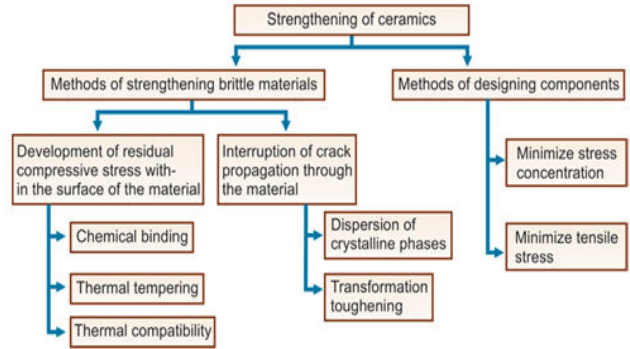 Strengthening of ceramics
Methods of strengthening brittle materials
Methods of designing components
Development of residual
compressive stress with-
in the surface of the material
Interruption of crack
propagation through
the material
Minimize stress
concentration
Chemical binding
Dispersion of
crystalline phases
Minimize tensile
stress
Thermal tempering
Transformation
toughening
Thermal compatibility